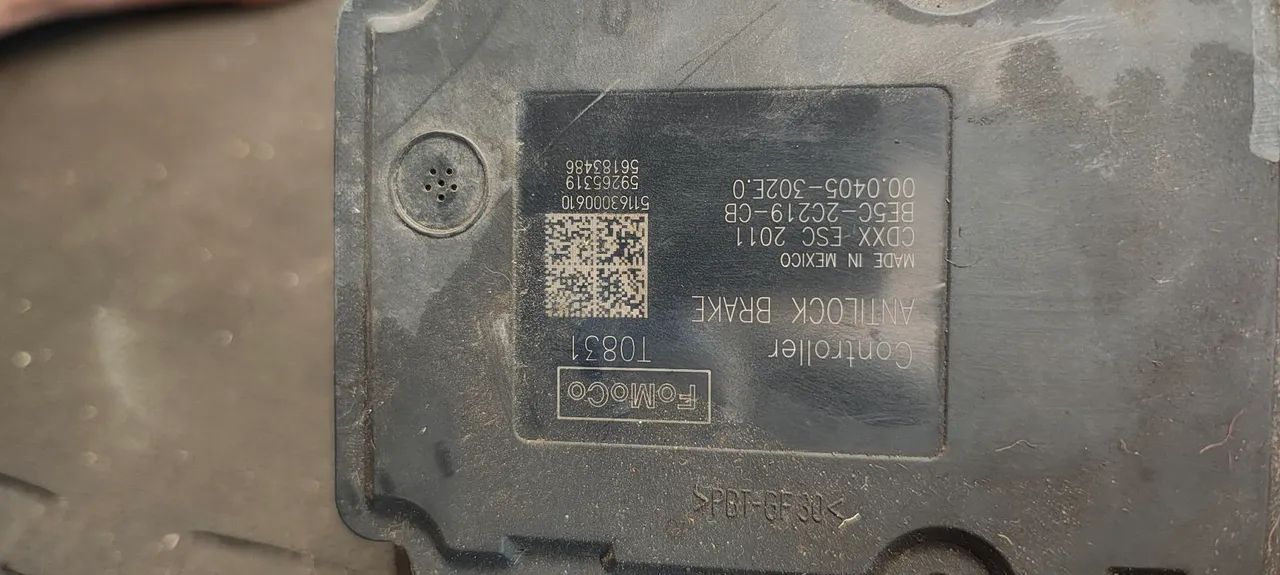 FoMoCo
T0831
Controller
ANTILOCK BRAKE
MADE IN MEXICO
CDXX ESC 2011
BE5C-2C219-CB
00.0405-302E.0
51163000610
59265319
56183486
>PBT-GF30<